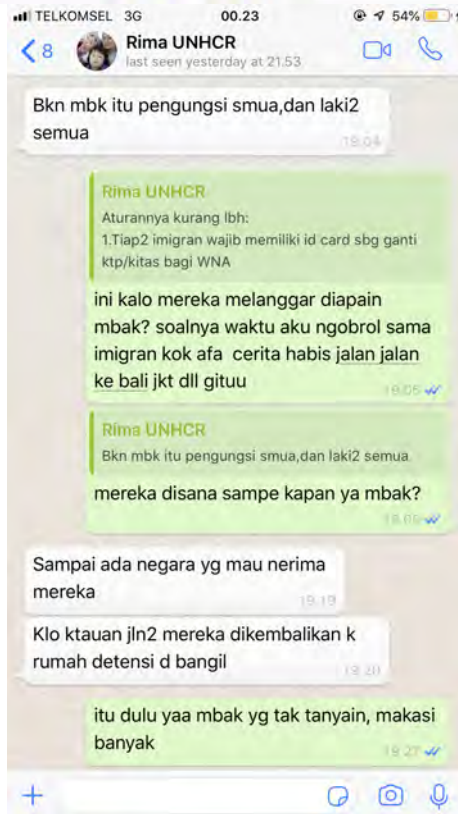 TELKOMSEL 3G 00.23 54%
8 Rima UNHCR
last seen yesterday at 21.53
Bkn mbk itu pengungsi smua,dan laki2
semua
19.04
Rima UNHCR
Aturannya kurang lbh:
1.Tiap2 imigran wajib memiliki id card sbg ganti
ktp/kitas bagi WNA
ini kalo mereka melanggar diapain
mbak? soalnya waktu aku ngobrol sama
imigran kok afa cerita habis jalan jalan
ke bali jkt dll gituu
19.05
Rima UNHCR
Bkn mbk itu pengungsi smua,dan laki2 semua
mereka disana sampe kapan ya mbak?
Sampai ada negara yg mau nerima
mereka
19.19
Klo ktauan jln2 mereka dikembalikan k
rumah detensi d bangil
19.20
itu dulu yaa mbak yg tak tanyain, makasi
banyak
19.27